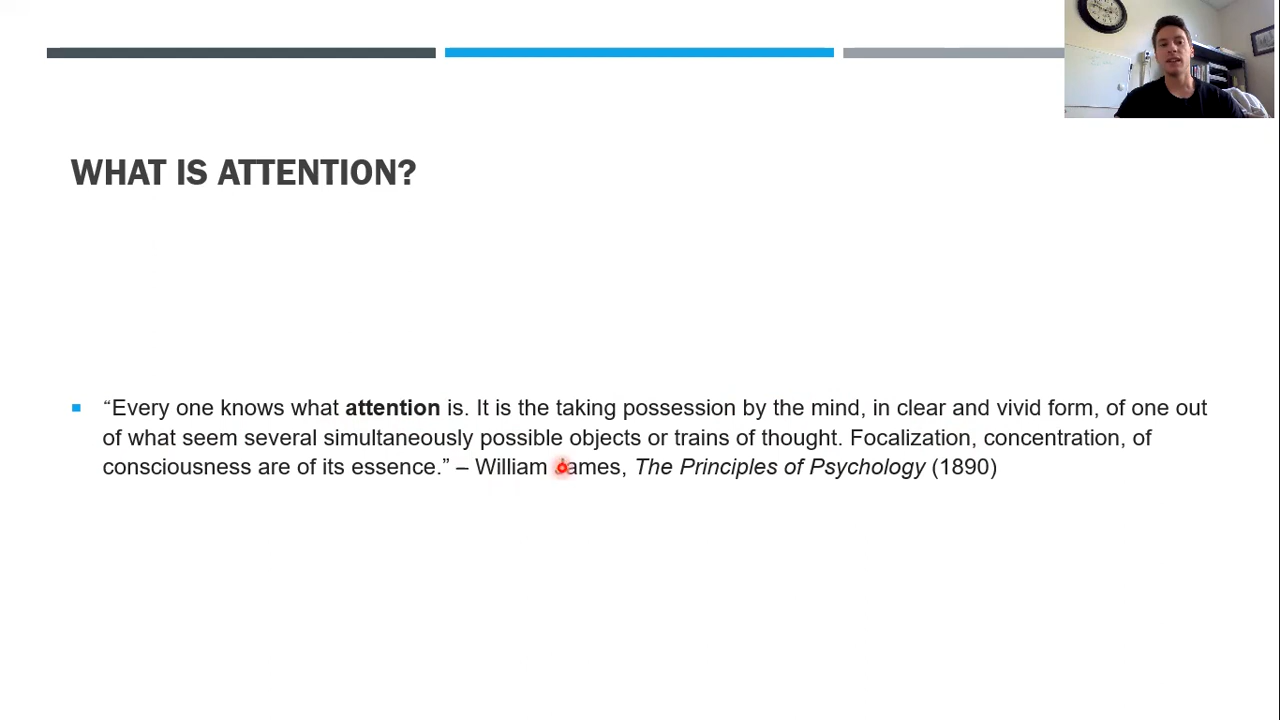 WHAT IS ATTENTION?
“Every one knows what attention is. It is the taking possession by the mind, in clear and vivid form, of one out
of what seem several simultaneously possible objects or trains of thought. Focalization, concentration, of
consciousness are of its essence.” – William James, The Principles of Psychology (1890)